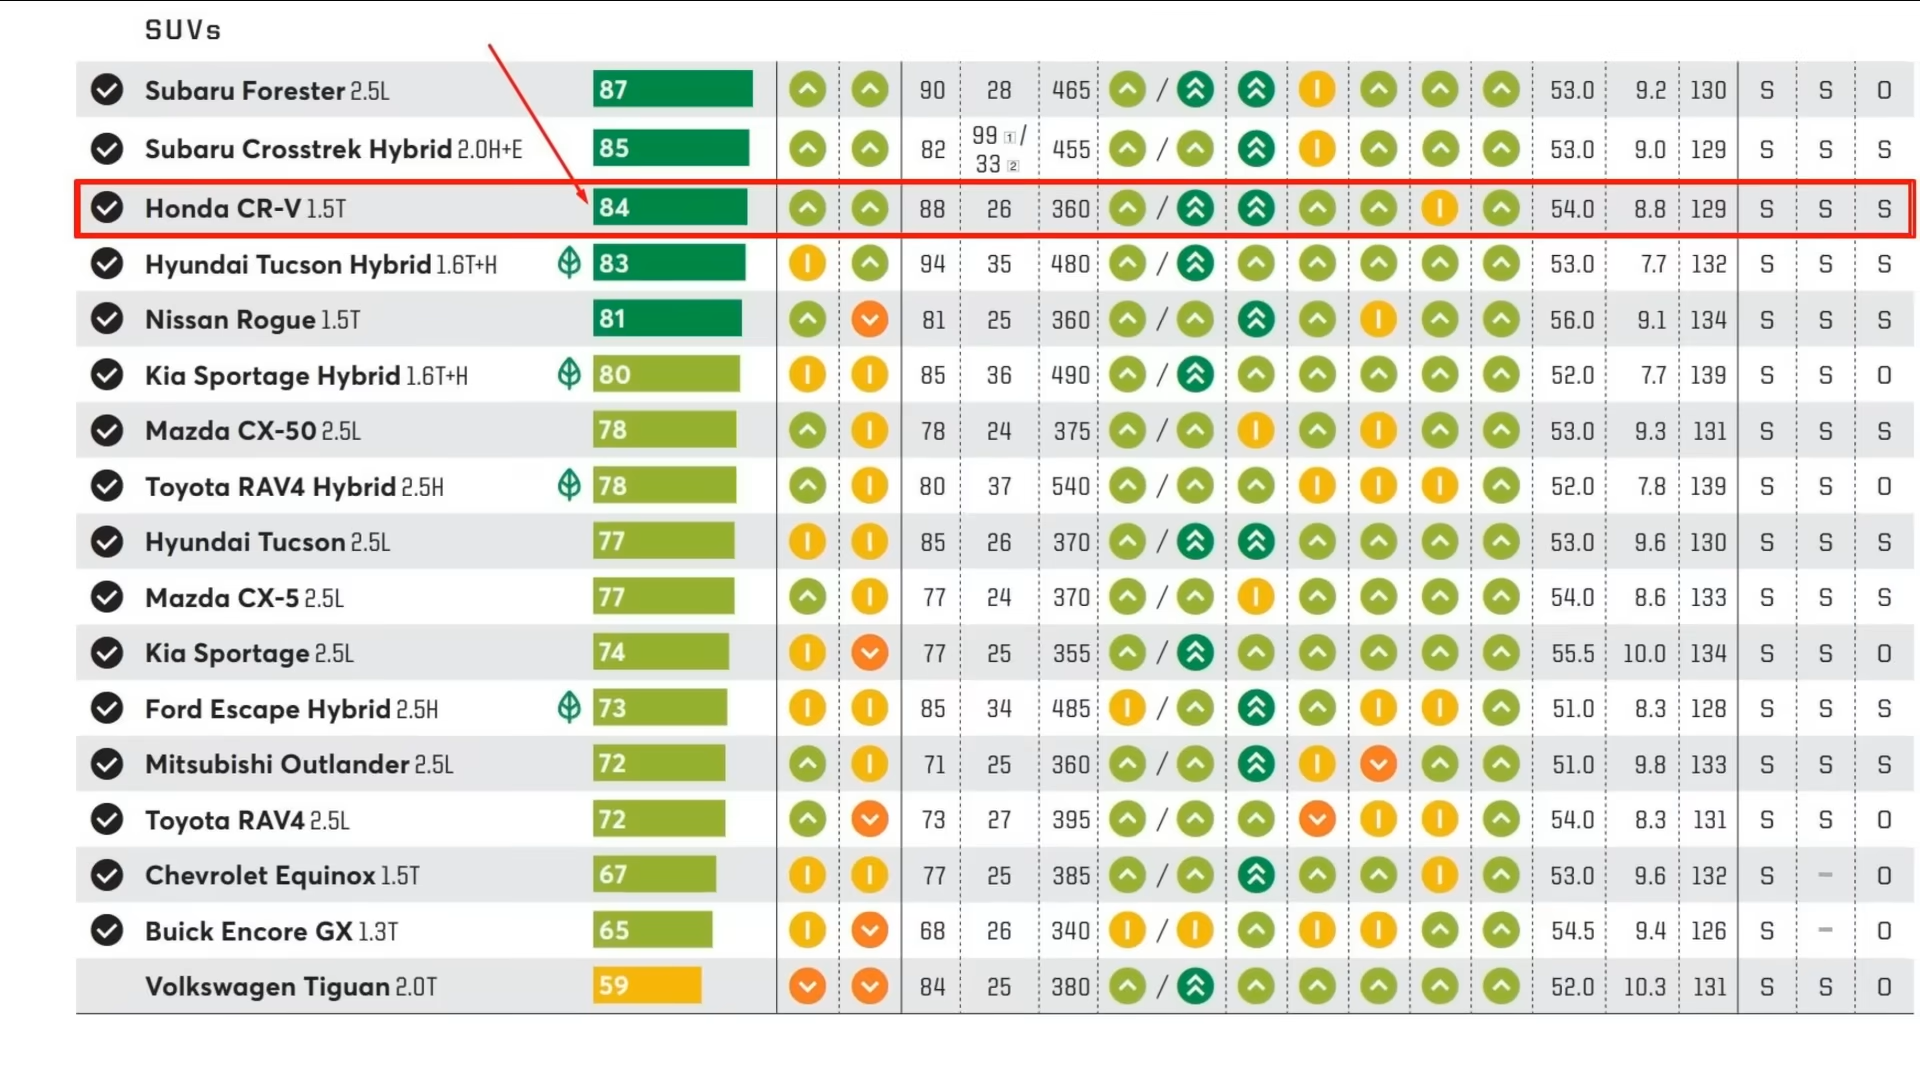 SUVs
Subaru Forester 2.5L 87 90 28 465 / 53.0 9.2 130 S S O
Subaru Crosstrek Hybrid 2.0H+E 85 82 99 1 / 33 2 455 / 53.0 9.0 129 S S S
Honda CR-V 1.5T 84 88 26 360 / 54.0 8.8 129 S S S
Hyundai Tucson Hybrid 1.6T+H 83 94 35 480 / 53.0 7.7 132 S S S
Nissan Rogue 1.5T 81 81 25 360 / 56.0 9.1 134 S S S
Kia Sportage Hybrid 1.6T+H 80 85 36 490 / 52.0 7.7 139 S S O
Mazda CX-50 2.5L 78 78 24 375 / 53.0 9.3 131 S S S
Toyota RAV4 Hybrid 2.5H 78 80 37 540 / 52.0 7.8 139 S S O
Hyundai Tucson 2.5L 77 85 26 370 / 53.0 9.6 130 S S S
Mazda CX-5 2.5L 77 77 24 370 / 54.0 8.6 133 S S S
Kia Sportage 2.5L 74 77 25 355 / 55.5 10.0 134 S S O
Ford Escape Hybrid 2.5H 73 85 34 485 / 51.0 8.3 128 S S S
Mitsubishi Outlander 2.5L 72 71 25 360 / 51.0 9.8 133 S S S
Toyota RAV4 2.5L 72 73 27 395 / 54.0 8.3 131 S S O
Chevrolet Equinox 1.5T 67 77 25 385 / 53.0 9.6 132 S – O
Buick Encore GX 1.3T 65 68 26 340 / 54.5 9.4 126 S – O
Volkswagen Tiguan 2.0T 59 84 25 380 / 52.0 10.3 131 S S O